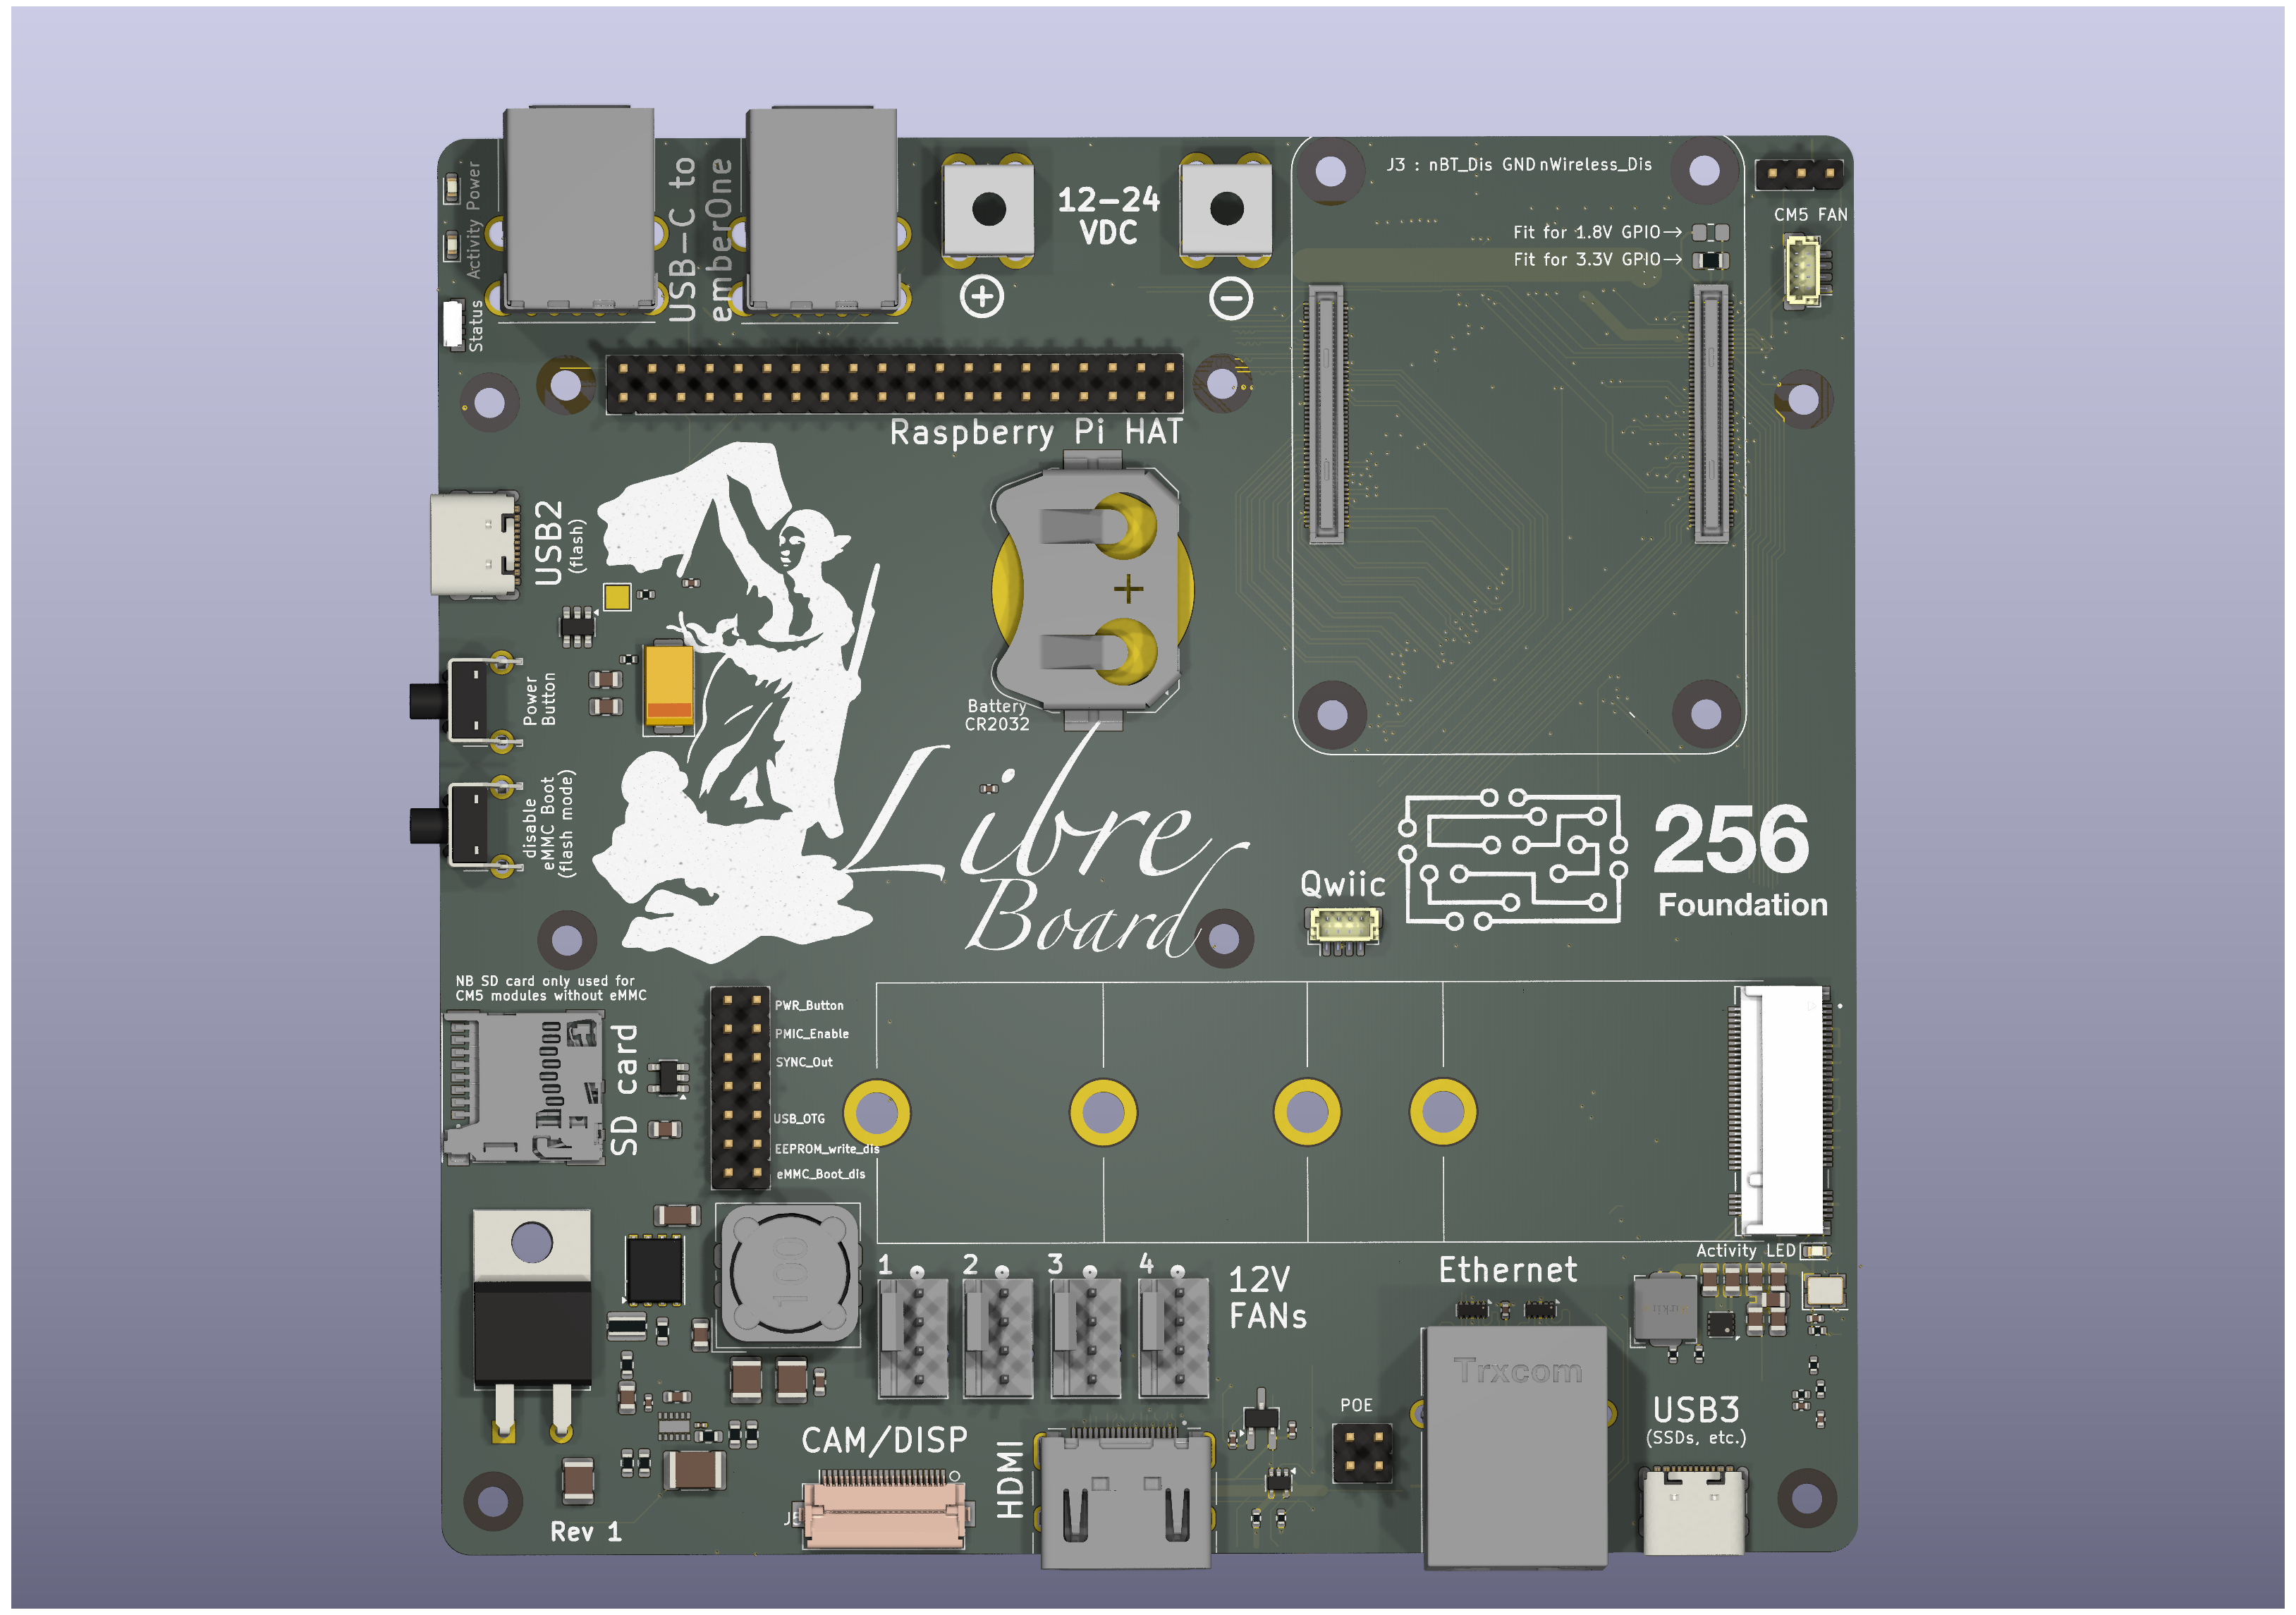 Activity Power
USB-C to
emberOne
12-24
VDC
J3 : nBT_Dis GND nWireless_Dis
Fit for 1.8V GPIO→
Fit for 3.3V GPIO→
CM5 FAN
Status
Raspberry Pi HAT
USB2
(flash)
Power
Button
disable
eMMC Boot
(flash mode)
+
Battery
CR2032
Libre
Board
Qwiic
256
Foundation
NB SD card only used for
CM5 modules without eMMC
SD card
PWR_Button
PMIC_Enable
SYNC_Out
USB_OTG
EEPROM_write_dis
eMMC_Boot_dis
100
1 2 3 4
12V
FANs
Ethernet
Activity LED
Trxcom
CAM/DISP
HDMI
POE
USB3
(SSDs, etc.)
Rev 1